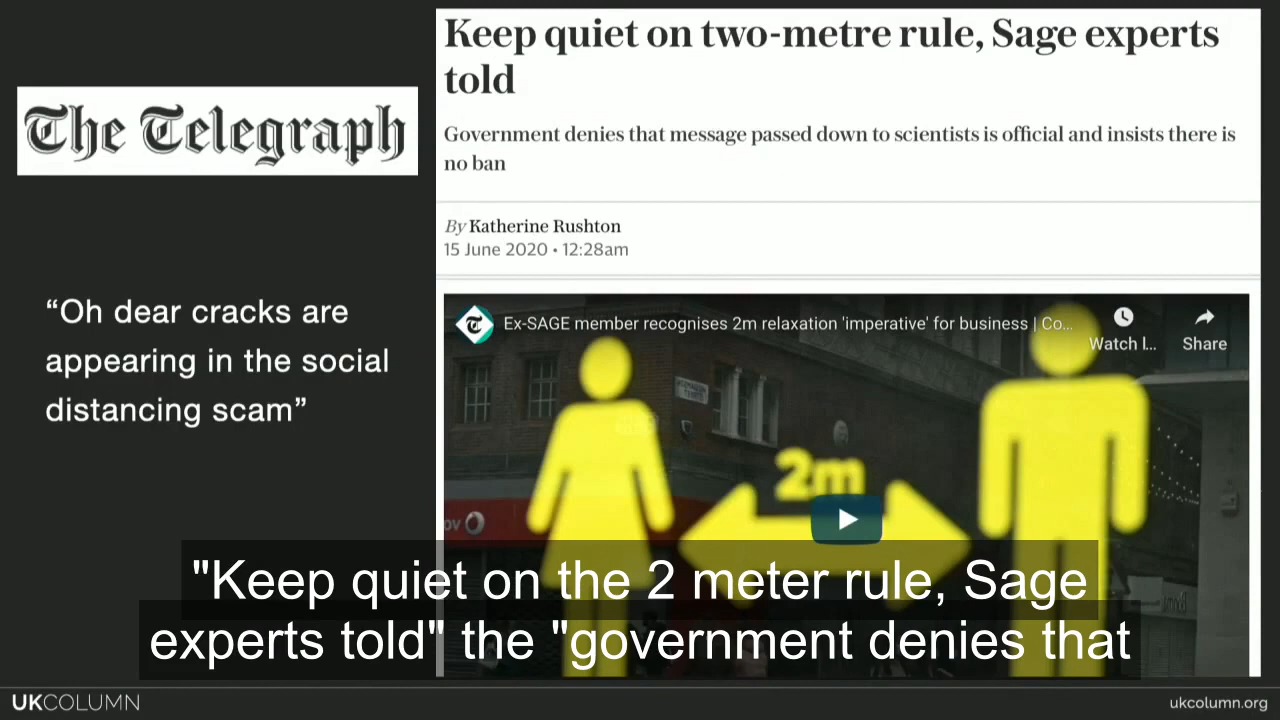 The Telegraph
Keep quiet on two-metre rule, Sage experts
told
Government denies that message passed down to scientists is official and insists there is
no ban
By Katherine Rushton
15 June 2020 • 12:28am
“Oh dear cracks are
appearing in the social
distancing scam”
Ex-SAGE member recognises 2m relaxation 'imperative' for business | Co...
Watch l...
Share
2m
"Keep quiet on the 2 meter rule, Sage
experts told" the "government denies that
UKCOLUMN
ukcolumn.org